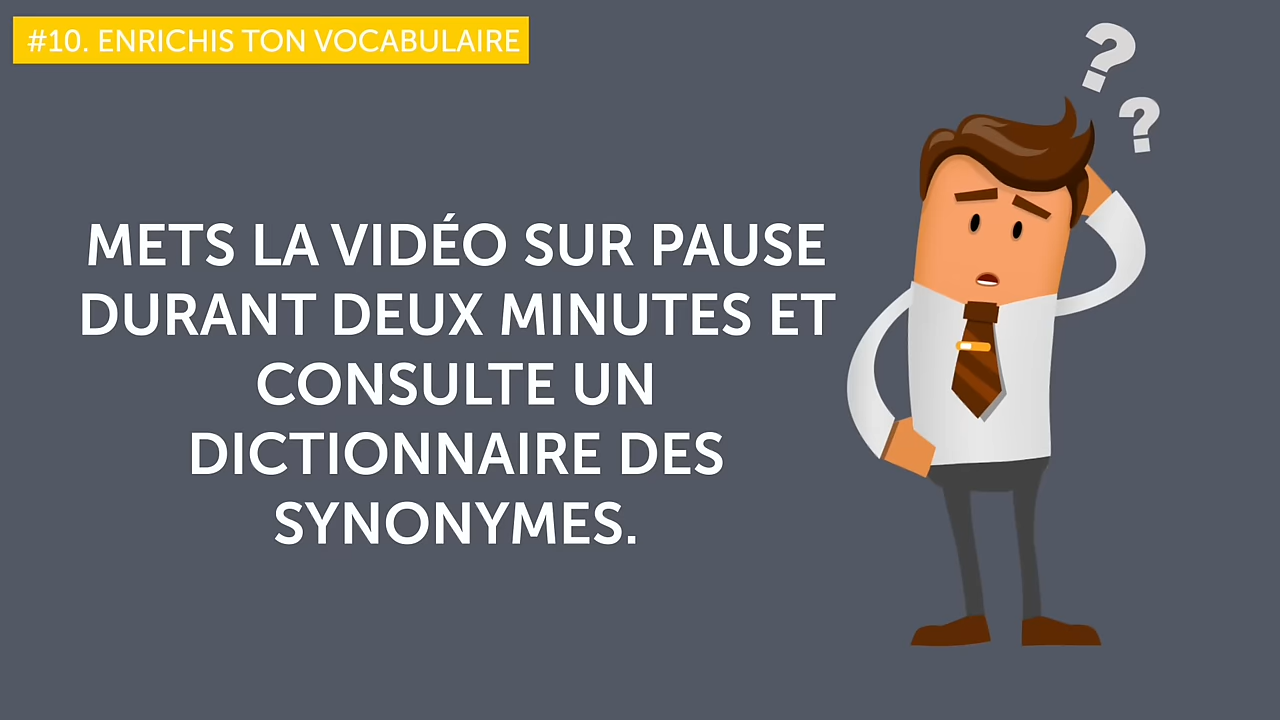 #10. ENRICHIS TON VOCABULAIRE
METS LA VIDÉO SUR PAUSE
DURANT DEUX MINUTES ET
CONSULTE UN
DICTIONNAIRE DES
SYNONYMES.
? 
?